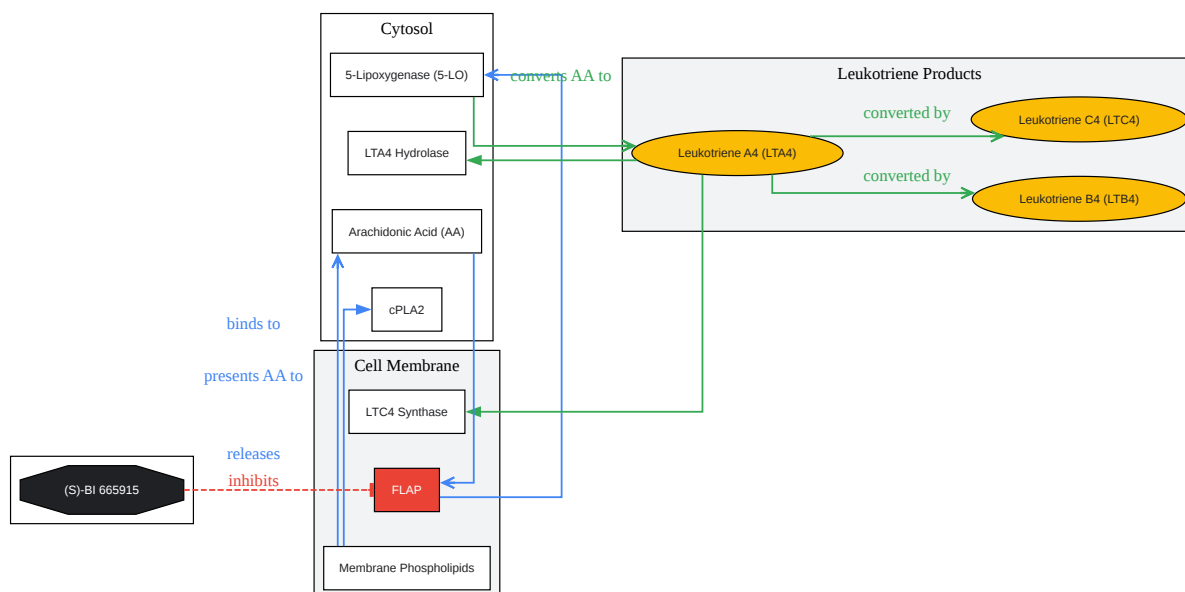 Cytosol
5-Lipoxygenase (5-LO)
converts AA to
Leukotriene Products
converted by
Leukotriene C4 (LTC4)
LTA4 Hydrolase
Leukotriene A4 (LTA4)
converted by
Leukotriene B4 (LTB4)
Arachidonic Acid (AA)
cPLA2
binds to
Cell Membrane
presents AA to
LTC4 Synthase
releases
inhibits
(S)-BI 665915
FLAP
Membrane Phospholipids